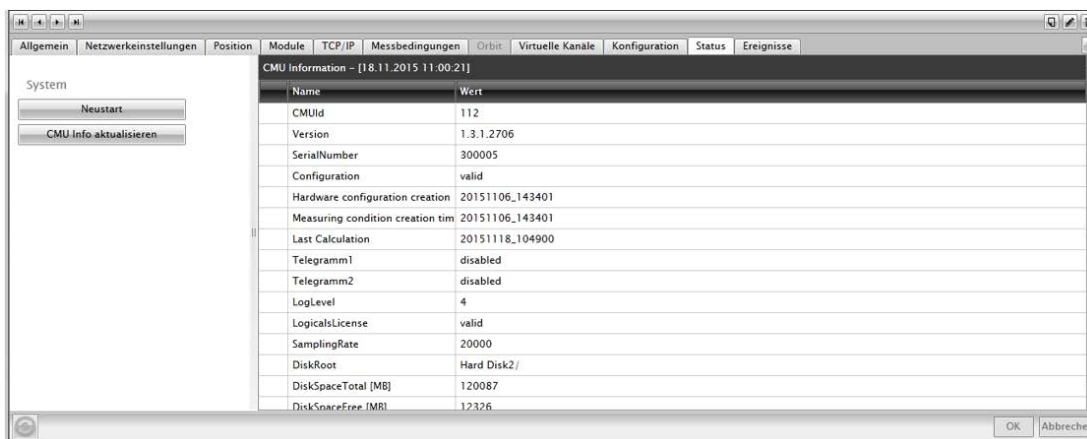 Allgemein Netzwerkeinstellungen Position Module TCP/IP Messbedingungen Orbit Virtuelle Kanäle Konfiguration Status Ereignisse
System
Neustart
CMU Info aktualisieren
CMU Information – [18.11.2015 11:00:21]
Name Wert
CMUId 112
Version 1.3.1.2706
SerialNumber 300005
Configuration valid
Hardware configuration creation 20151106_143401
Measuring condition creation tim 20151106_143401
Last Calculation 20151118_104900
Telegramm1 disabled
Telegramm2 disabled
LogLevel 4
LogicalsLicense valid
SamplingRate 20000
DiskRoot Hard Disk2/
DiskSpaceTotal [MB] 120087
DiskSpaceFree [MB] 12326
OK Abbreche